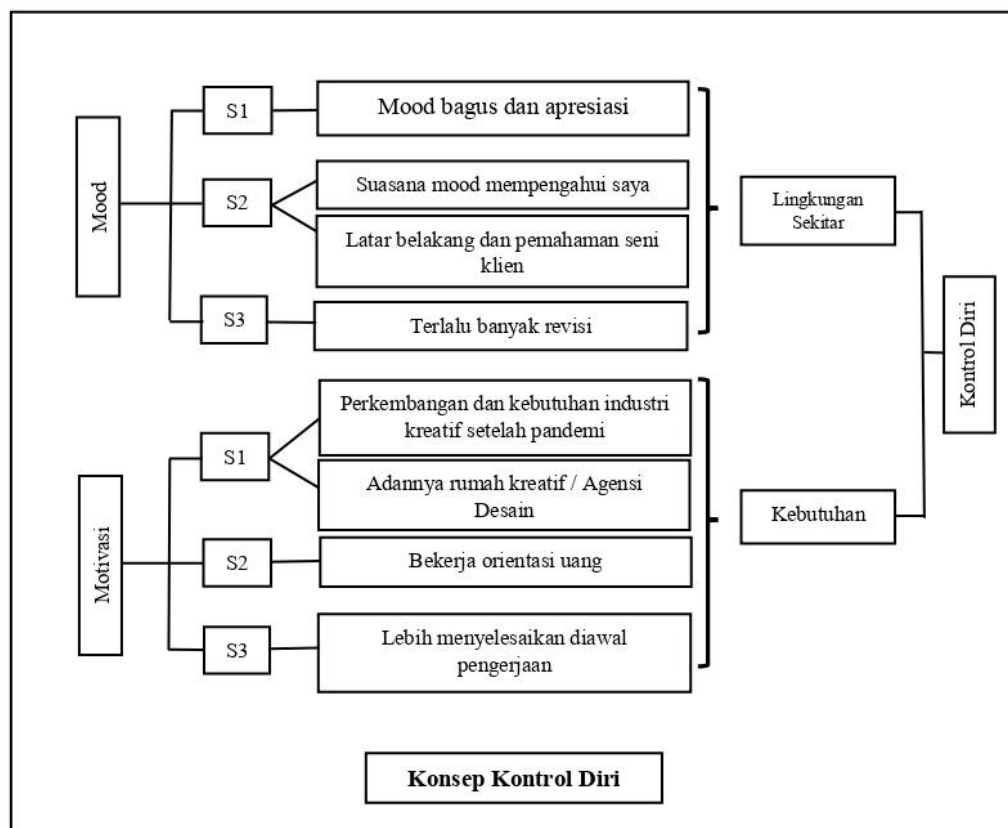 Mood
S1
Mood bagus dan apresiasi
S2
Suasana mood mempengahui saya
Latar belakang dan pemahaman seni
klien
S3
Terlalu banyak revisi
Lingkungan
Sekitar
Motivasi
S1
Perkembangan dan kebutuhan industri
kreatif setelah pandemi
Adannya rumah kreatif / Agensi
Desain
S2
Bekerja orientasi uang
S3
Lebih menyelesaikan diawal
pengerjaan
Kebutuhan
Kontrol Diri
Konsep Kontrol Diri